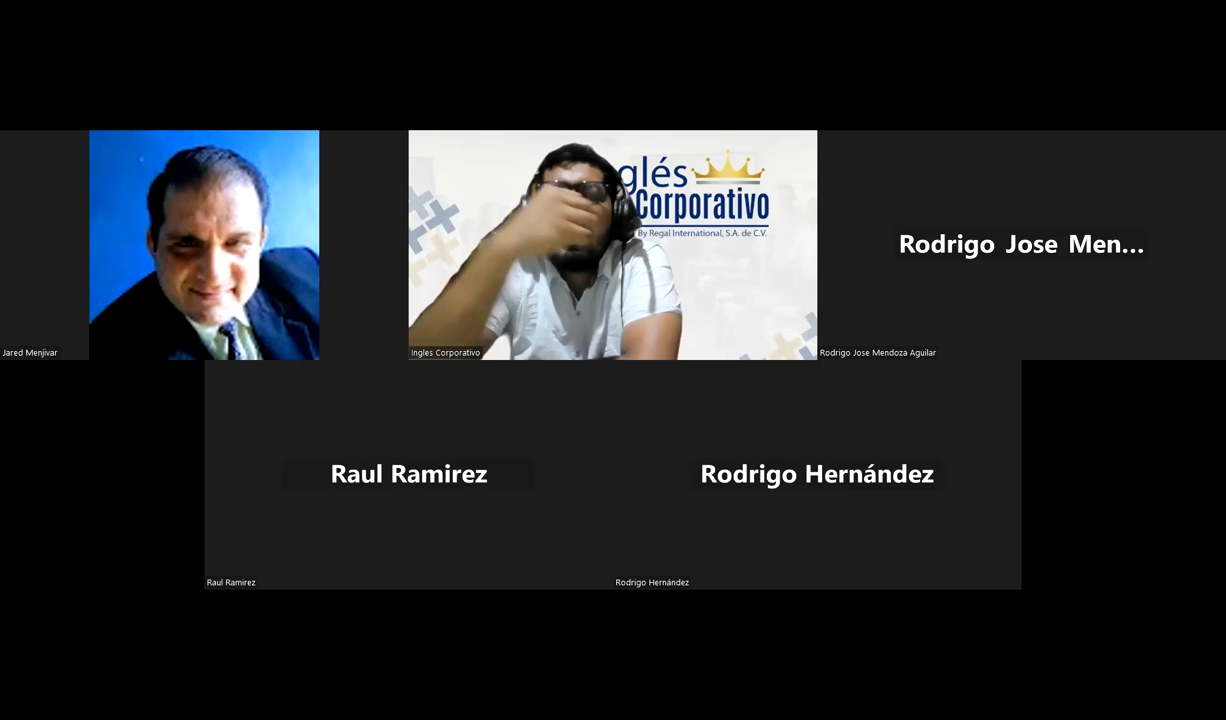 glés
Corporativo
By Regal International, S.A. de C.V.
Rodrigo Jose Men...
Jared Menjivar
Ingles Corporativo
Rodrigo Jose Mendoza Aguilar
Raul Ramirez
Rodrigo Hernández
Raul Ramirez
Rodrigo Hernández